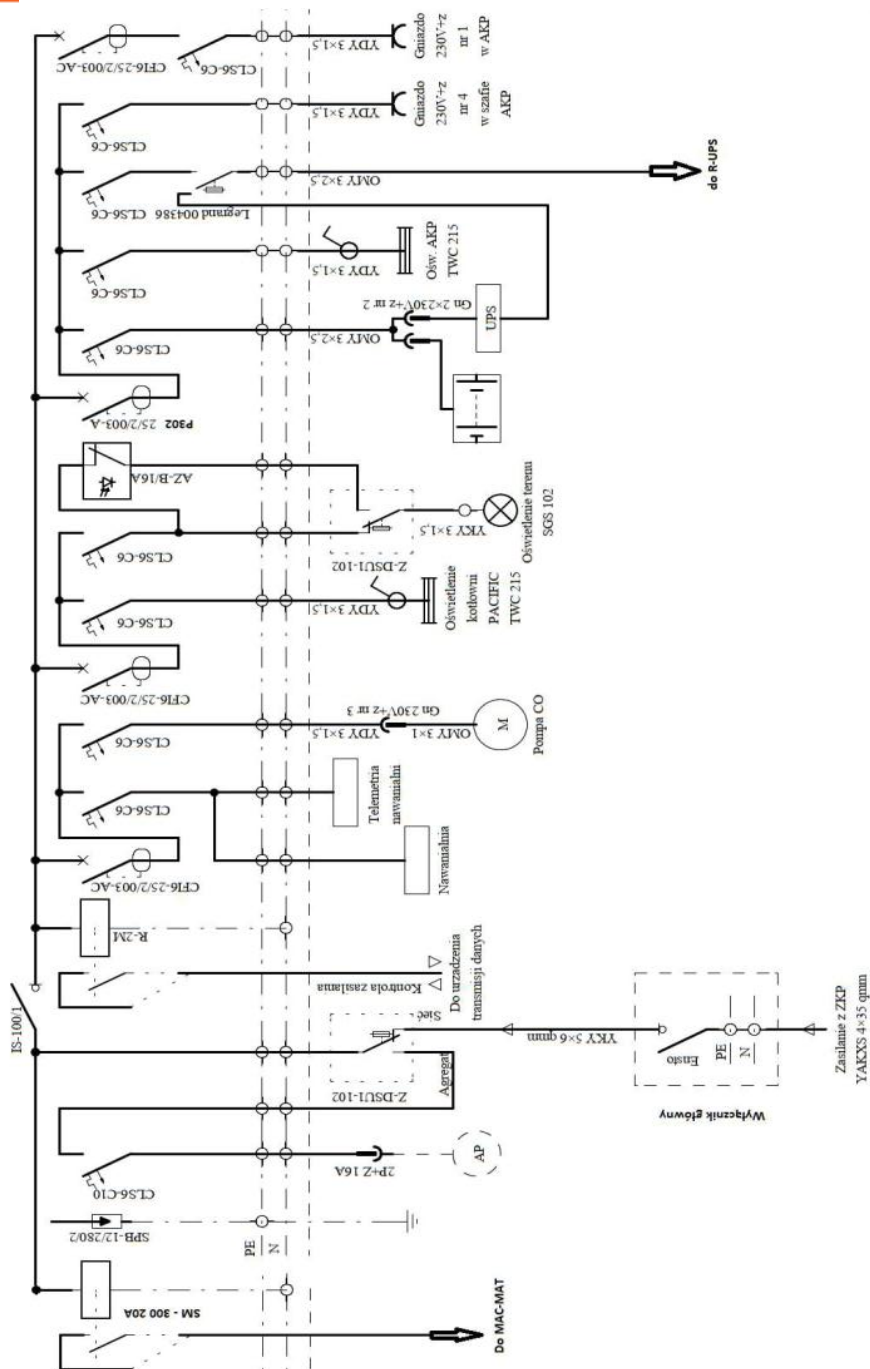 CFI6-25/2/003-AC
CLS6-C6
YDY 3×1,5
Gniazdo
230V+z
nr 1
w AKP
CLS6-C6
YDY 3×1,5
Gniazdo
230V+z
nr 4
w szafie
AKP
CLS6-C6
Legrand 004386
OMY 3×2,5
do R-UPS
CLS6-C6
YDY 3×1,5
Ośw. AKP
TWC 215
CLS6-C6
OMY 3×2,5
Gn 2×230V+z nr 2
UPS
P302 25/2/003-A
AZ-B/16A
CLS6-C6
Z-DSU1-102
YKY 3×1,5
Oświetlenie terenu
SGS 102
CLS6-C6
YDY 3×1,5
Oświetlenie
kotłowni
PACIFIC
TWC 215
CFI6-25/2/003-AC
CLS6-C6
YDY 3×1,5
Gn 230V+z nr 3
OMY 3×1
M
Pompa CO
CLS6-C6
Telemetria
nawanialni
Nawanialnia
CFI6-25/2/003-AC
R-2M
Kontrola zasilania
Do urzadzenia
transmisji danych
IS-100/1
Sieć
Agregat
Z-DSU1-102
YKY 5×6 qmm
Ensto
PE
N
Wyłącznik główny
Zasilanie z ZKP
YAKXS 4×35 qmm
CLS6-C10
2P+Z 16A
AP
SPB-12/280/2
PE
N
SM - 300 20A
Do MAC-MAT